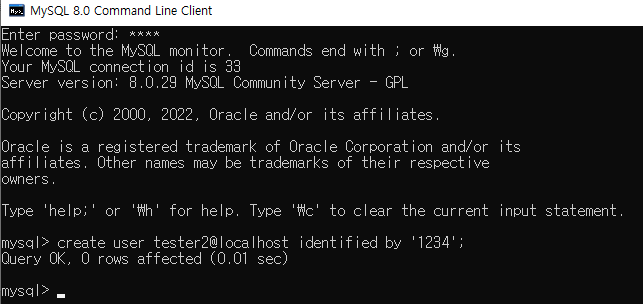 MySQL 8.0 Command Line Client
Enter password: ****
Welcome to the MySQL monitor.  Commands end with ; or ₩g.
Your MySQL connection id is 33
Server version: 8.0.29 MySQL Community Server - GPL
Copyright (c) 2000, 2022, Oracle and/or its affiliates.
Oracle is a registered trademark of Oracle Corporation and/or its
affiliates. Other names may be trademarks of their respective
owners.
Type 'help;' or '₩h' for help. Type '₩c' to clear the current input statement.
mysql> create user tester2@localhost identified by '1234';
Query OK, 0 rows affected (0.01 sec)
mysql>